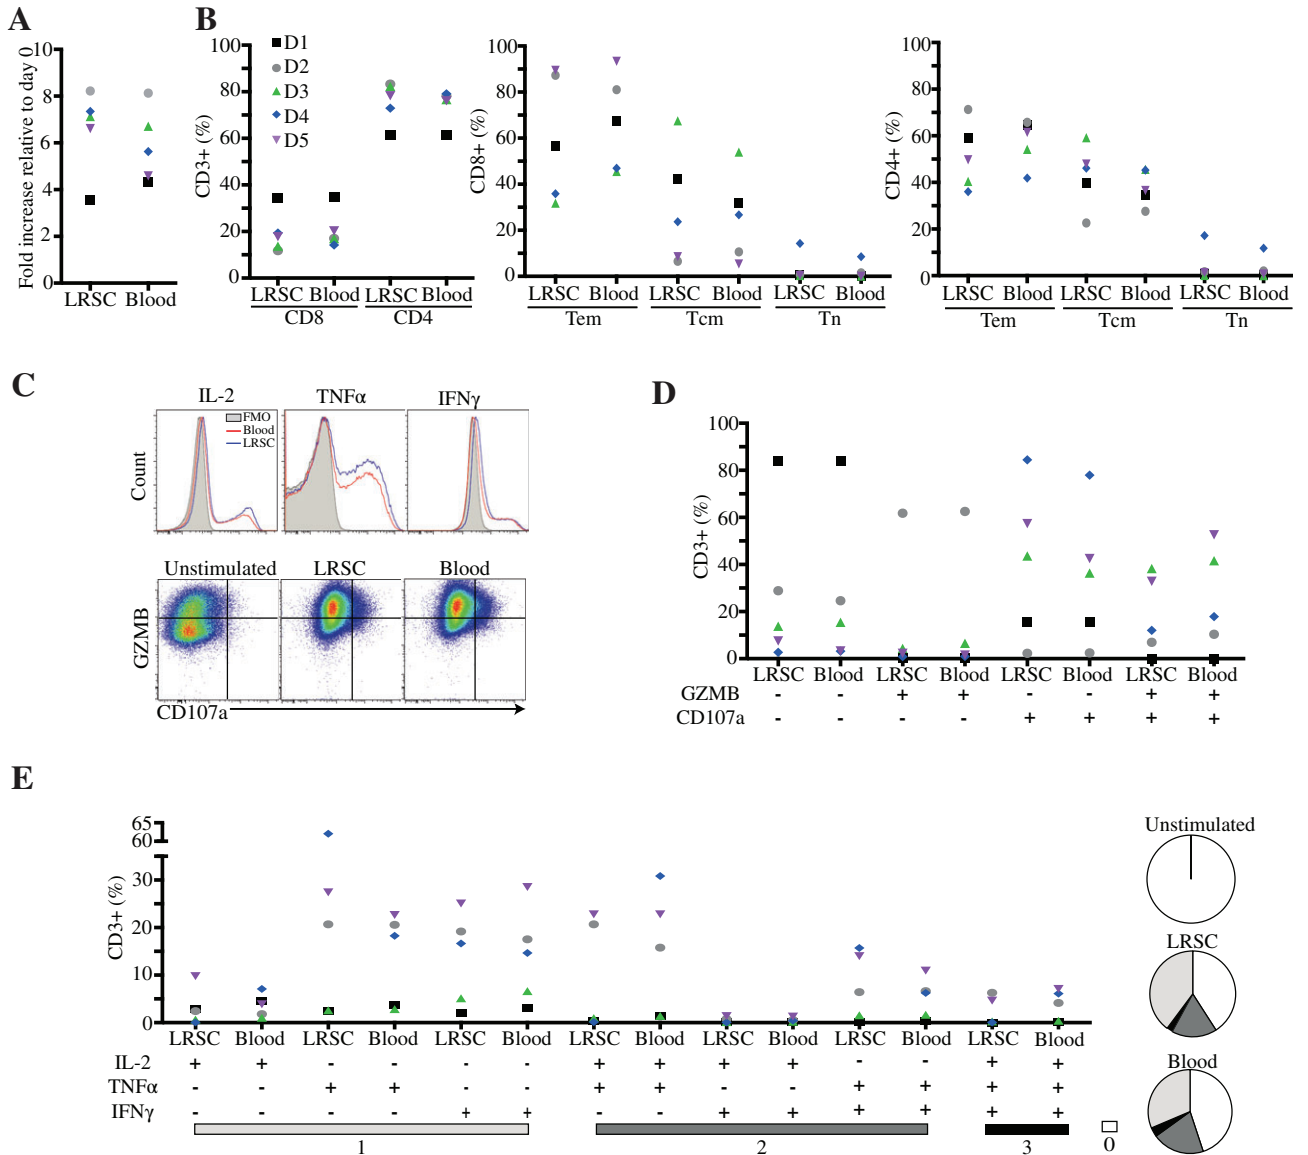 A
Fold increase relative to day 0
10
8
6
4
2
0
LRSC Blood
B
CD3+ (%)
100
80
60
40
20
0
D1
D2
D3
D4
D5
LRSC Blood LRSC Blood
CD8 CD4
CD8+ (%)
100
80
60
40
20
0
LRSC Blood LRSC Blood LRSC Blood
Tem Tcm Tn
CD4+ (%)
100
80
60
40
20
0
LRSC Blood LRSC Blood LRSC Blood
Tem Tcm Tn
C
IL-2 TNFα IFNγ
FMO
Blood
LRSC
Count
Unstimulated LRSC Blood
GZMB
CD107a
D
CD3+ (%)
100
80
60
40
20
0
LRSC Blood LRSC Blood LRSC Blood LRSC Blood
GZMB - - + + - - + +
CD107a - - - - + + + +
E
CD3+ (%)
65
60
30
20
10
0
LRSC Blood LRSC Blood LRSC Blood LRSC Blood LRSC Blood LRSC Blood LRSC Blood
IL-2 + + - - - - + + + + - - + +
TNFα - - + + - - + + - - + + + +
IFNγ - - - - + + - - + + + + + +
1 2 3 0
Unstimulated
LRSC
Blood